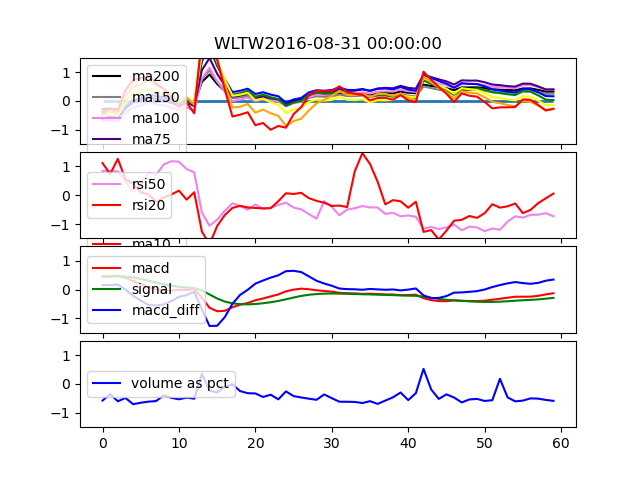 WLTW2016-08-31 00:00:00
1
0
−1
ma200
ma150
ma100
ma75
1
0
−1
rsi50
rsi20
ma10
1
0
−1
macd
signal
macd_diff
1
0
−1
volume as pct
0 10 20 30 40 50 60